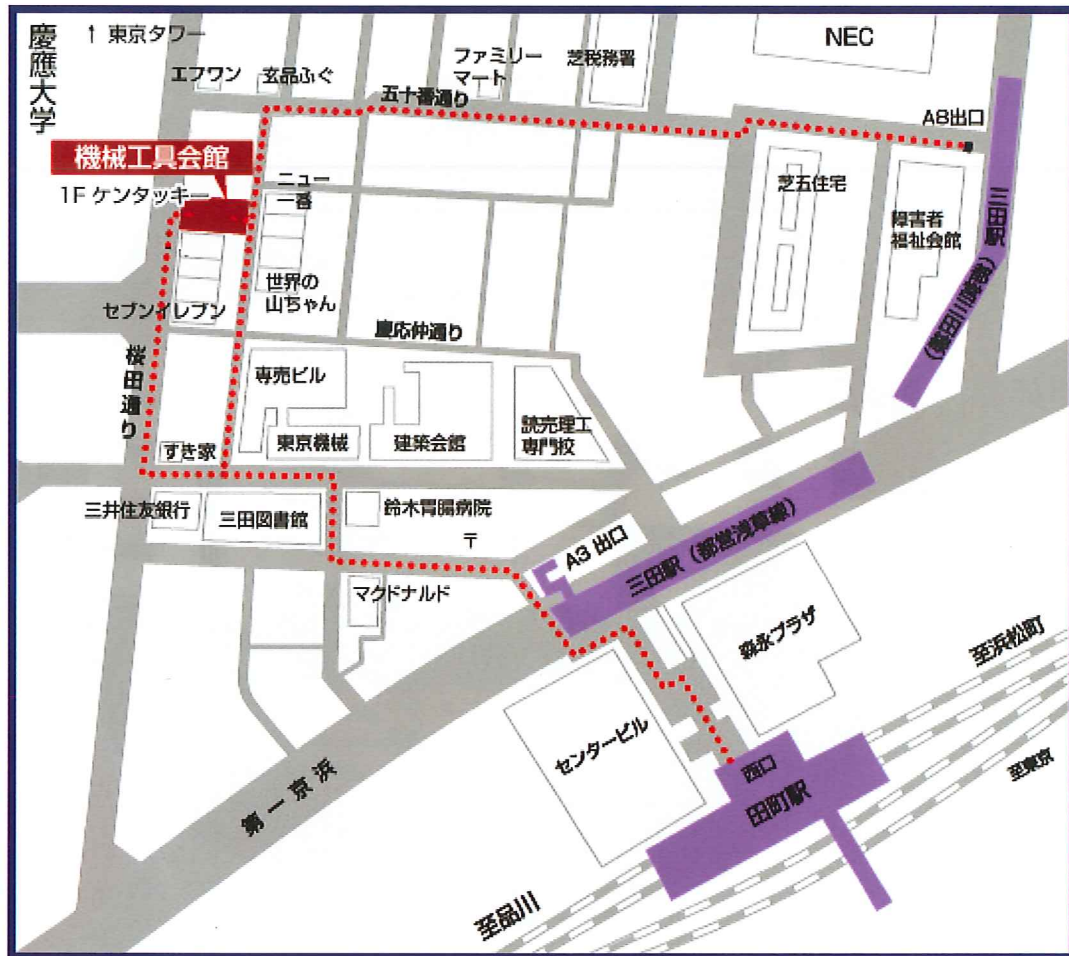 慶應大学
↑ 東京タワー
NEC
ファミリー
マート
芝税務署
エフワン
玄品ふぐ
五十番通り
A8出口
機械工具会館
1F ケンタッキー
ニュー
一番
芝五住宅
障害者
福祉会館
三田駅（都営三田線）
世界の
山ちゃん
セブンイレブン
慶応仲通り
桜田通り
専売ビル
東京機械
建築会館
読売理工
専門校
すき家
三井住友銀行
三田図書館
鈴木胃腸病院
〒
A3 出口
三田駅（都営浅草線）
マクドナルド
森永プラザ
至浜松町
センタービル
西口
田町駅
至東京
第一京浜
至品川